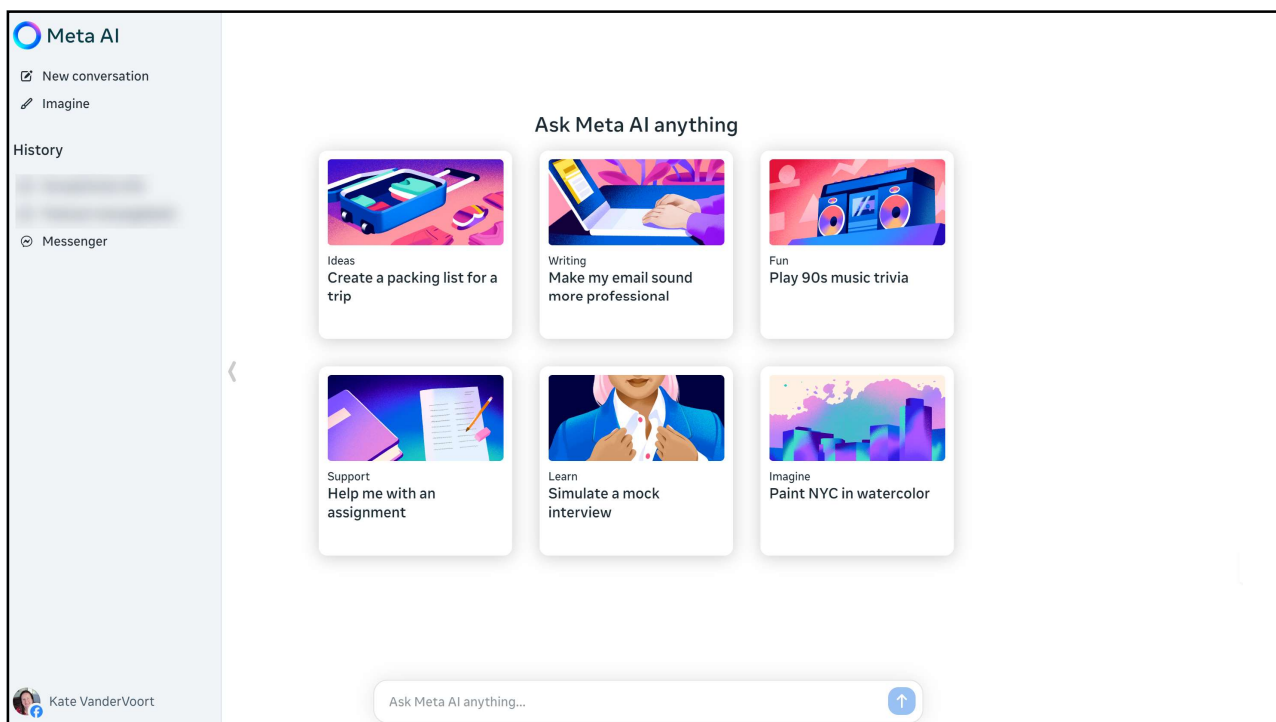 Meta AI
New conversation
Imagine
History
Messenger
Kate VanderVoort
Ask Meta AI anything
Ideas
Create a packing list for a
trip
Writing
Make my email sound
more professional
Fun
Play 90s music trivia
Support
Help me with an
assignment
Learn
Simulate a mock
interview
Imagine
Paint NYC in watercolor
Ask Meta AI anything...